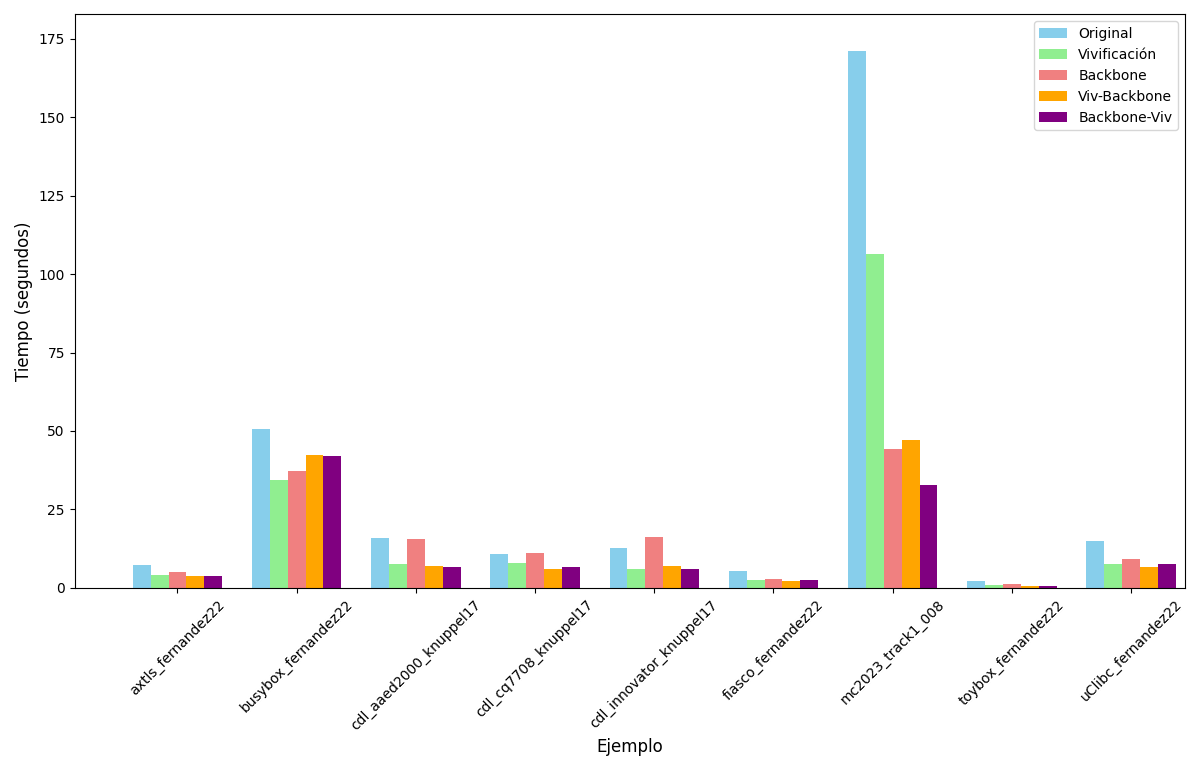 Original
Vivificación
Backbone
Viv-Backbone
Backbone-Viv
175
150
125
100
75
50
25
0
Tiempo (segundos)
axtls_fernandez22
busybox_fernandez22
cdl_aaed2000_knuppel17
cdl_cq7708_knuppel17
cdl_innovator_knuppel17
fiasco_fernandez22
mc2023_track1_008
toybox_fernandez22
uClibc_fernandez22
Ejemplo